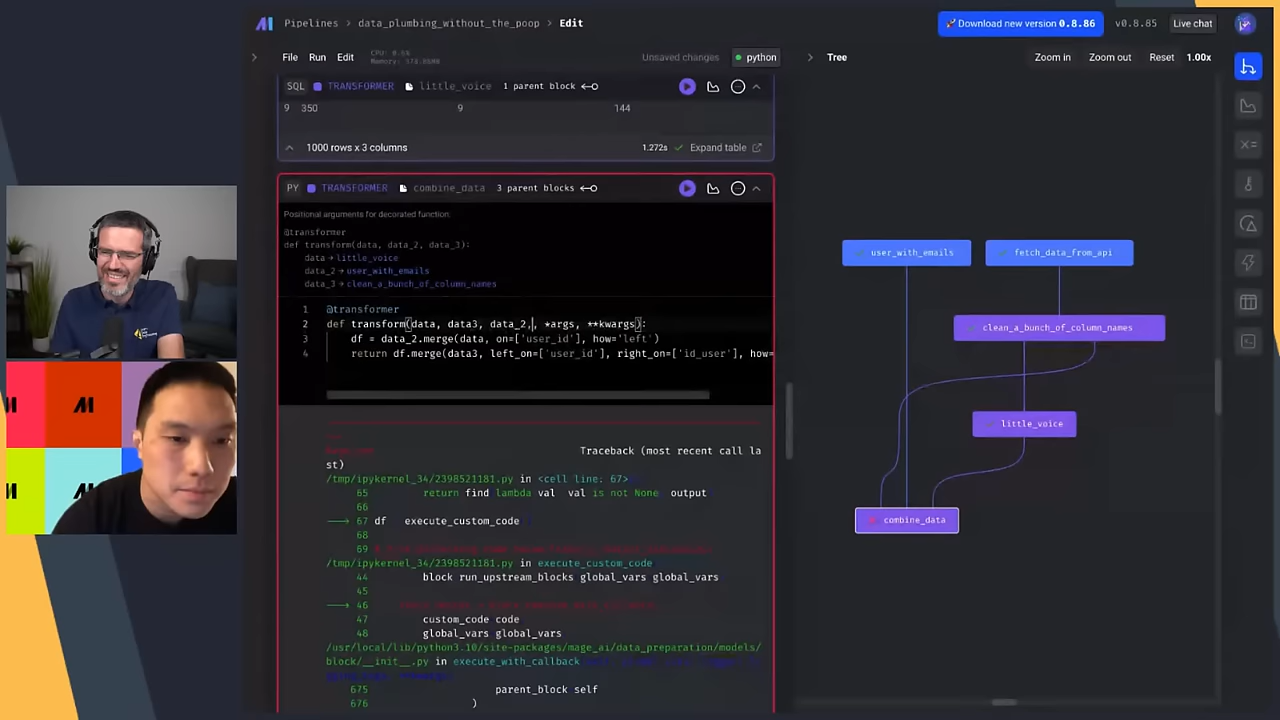 Pipelines > data_plumbing_without_the_poop > Edit
Download new version 0.8.86
v0.8.85
Live chat
File Run Edit
Unsaved changes
python
Tree
Zoom in Zoom out Reset 1.00x
SQL TRANSFORMER little_voice 1 parent block
9 350 9 144
1000 rows x 3 columns
1.272s
Expand table
PY TRANSFORMER combine_data 3 parent blocks
Positional arguments for decorated function:
@transformer
def transform(data, data_2, data_3):
data → little_voice
data_2 → user_with_emails
data_3 → clean_a_bunch_of_column_names
1 @transformer
2 def transform(data, data3, data_2,, *args, **kwargs):
3 df = data_2.merge(data, on=['user_id'], how='left')
4 return df.merge(data3, left_on=['user_id'], right_on=['id_user'], how=
Traceback (most recent call la
st)
/tmp/ipykernel_34/2398521181.py in <cell line: 67>
65 return find lambda val val is not None output
66
67 df execute_custom_code
68
69
/tmp/ipykernel_34/2398521181.py in execute_custom_code
44 block run_upstream_blocks global_vars global_vars
45
46
47 custom_code code
48 global_vars global_vars
/usr/local/lib/python3.10/site-packages/mage_ai/data_preparation/models/
block/__init__.py in execute_with_callback
675 parent_block self
676 )
user_with_emails
fetch_data_from_api
clean_a_bunch_of_column_names
little_voice
combine_data